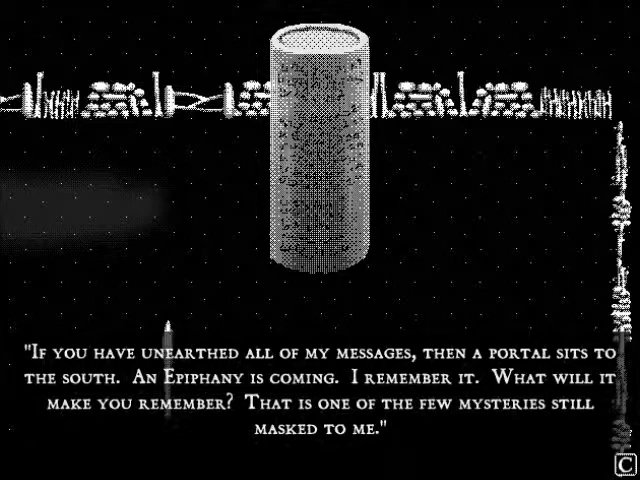 "If you have unearthed all of my messages, then a portal sits to
the south. An Epiphany is coming. I remember it. What will it
make you remember? That is one of the few mysteries still
masked to me."
C